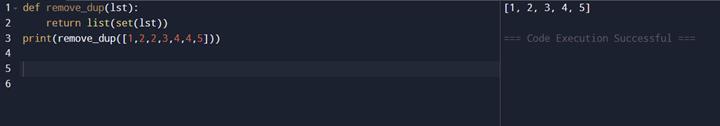 1 def remove_dup(lst):
2     return list(set(lst))
3 print(remove_dup([1,2,2,3,4,4,5]))
4
5
6
[1, 2, 3, 4, 5]
=== Code Execution Successful ===